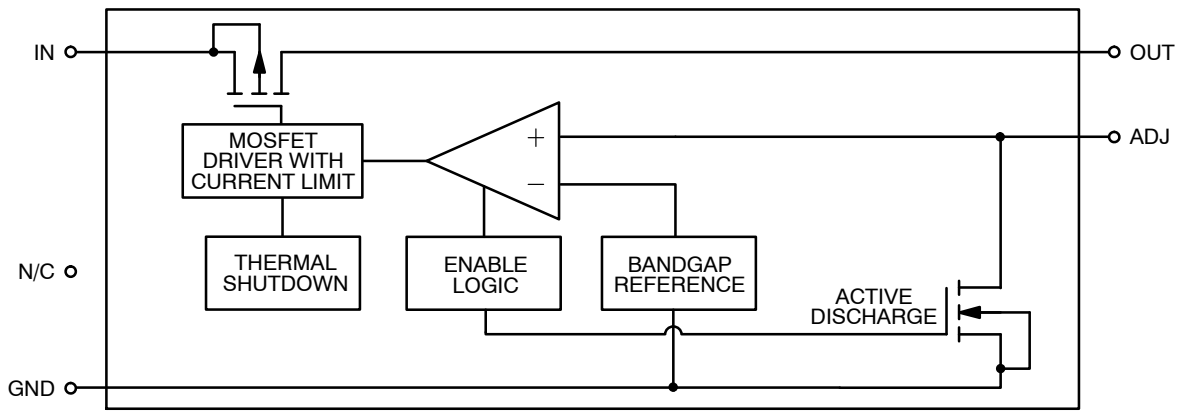 IN
OUT
ADJ
MOSFET
DRIVER WITH
CURRENT LIMIT
+
−
THERMAL
SHUTDOWN
ENABLE
LOGIC
BANDGAP
REFERENCE
N/C
ACTIVE
DISCHARGE
GND